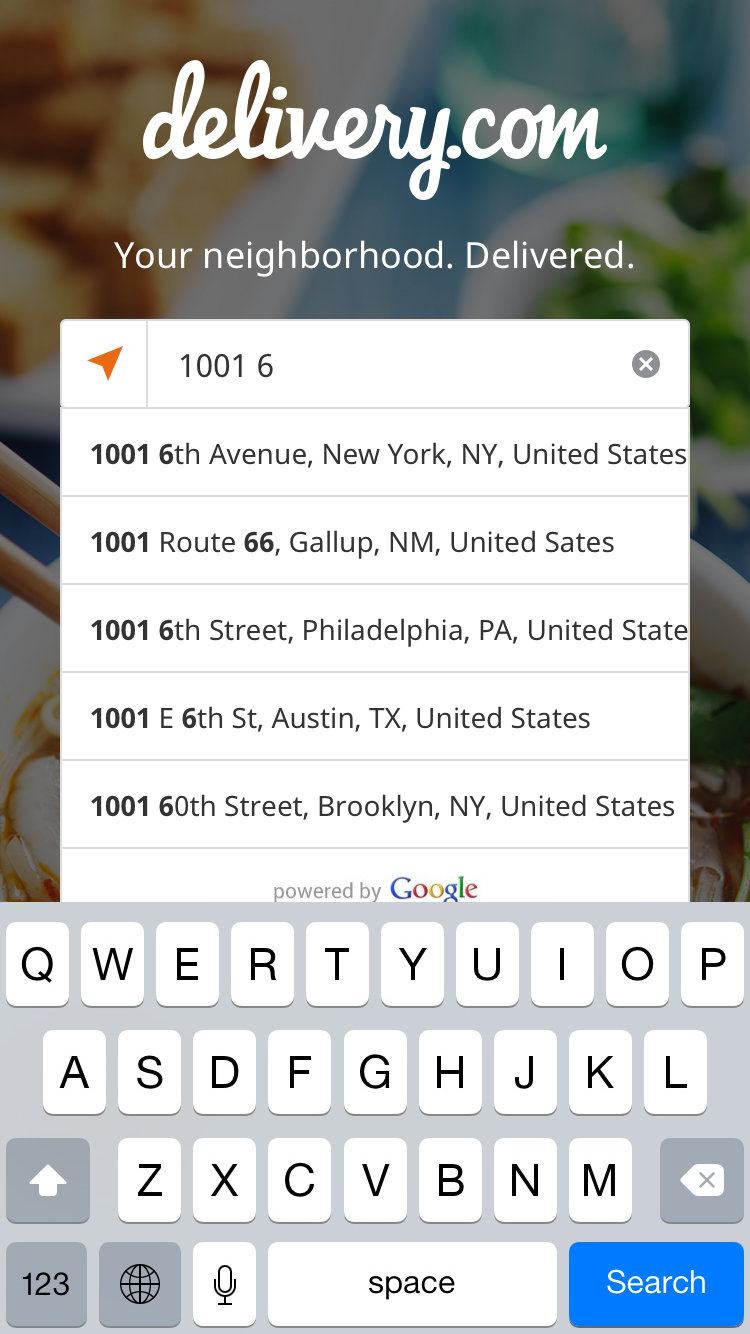 delivery.com
Your neighborhood. Delivered.
1001 6
1001 6th Avenue, New York, NY, United States
1001 Route 66, Gallup, NM, United Sates
1001 6th Street, Philadelphia, PA, United State
1001 E 6th St, Austin, TX, United States
1001 60th Street, Brooklyn, NY, United States
powered by Google
Q W E R T Y U I O P
A S D F G H J K L
Z X C V B N M
123 space Search